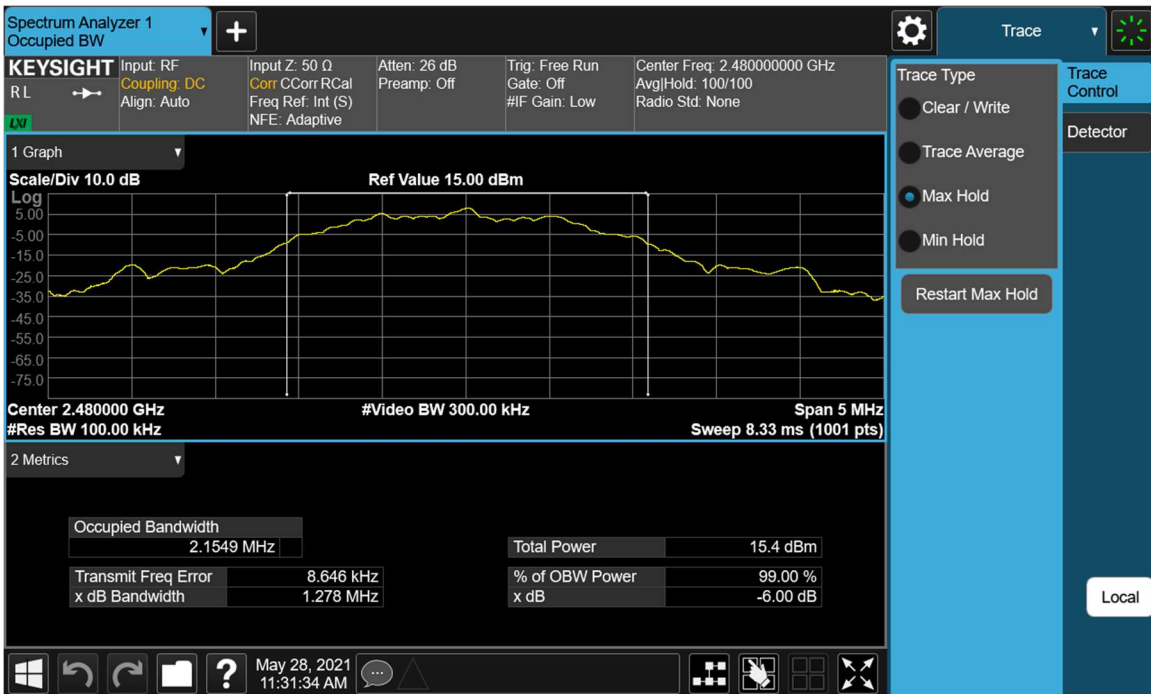 Spectrum Analyzer 1
Occupied BW
+
Trace
KEYSIGHT
RL
LXI
Input: RF
Coupling: DC
Align: Auto
Input Z: 50 Ω
Corr CCorr RCal
Freq Ref: Int (S)
NFE: Adaptive
Atten: 26 dB
Preamp: Off
Trig: Free Run
Gate: Off
#IF Gain: Low
Center Freq: 2.480000000 GHz
Avg|Hold: 100/100
Radio Std: None
Trace Type
Clear / Write
Trace Average
Max Hold
Min Hold
Restart Max Hold
Trace
Control
Detector
1 Graph
Scale/Div 10.0 dB
Ref Value 15.00 dBm
Log
5.00
-5.00
-15.0
-25.0
-35.0
-45.0
-55.0
-65.0
-75.0
Center 2.480000 GHz
#Video BW 300.00 kHz
Span 5 MHz
#Res BW 100.00 kHz
Sweep 8.33 ms (1001 pts)
2 Metrics
Occupied Bandwidth
2.1549 MHz
Total Power 15.4 dBm
Transmit Freq Error 8.646 kHz
% of OBW Power 99.00 %
x dB Bandwidth 1.278 MHz
x dB -6.00 dB
Local
?
May 28, 2021
11:31:34 AM